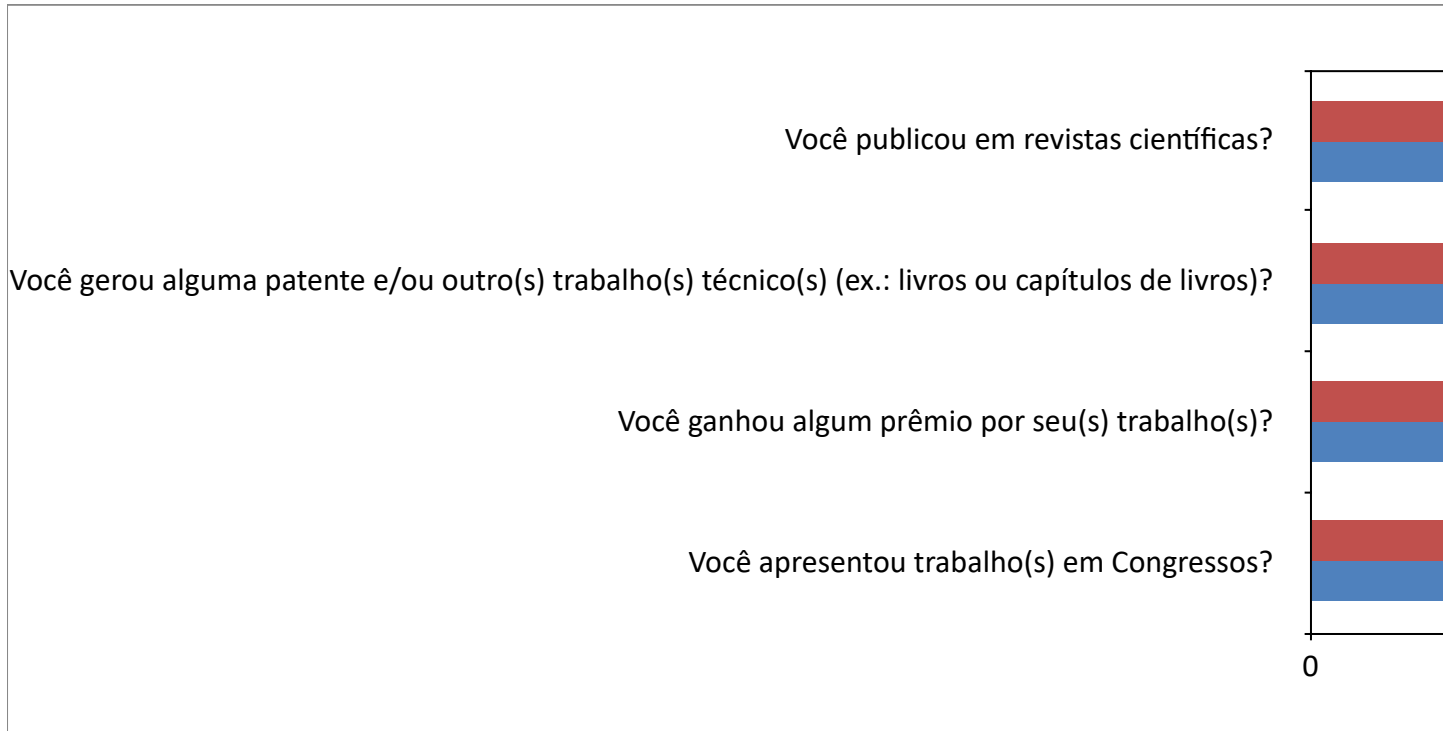 Você publicou em revistas científicas?
Você gerou alguma patente e/ou outro(s) trabalho(s) técnico(s) (ex.: livros ou capítulos de livros)?
Você ganhou algum prêmio por seu(s) trabalho(s)?
Você apresentou trabalho(s) em Congressos?
0